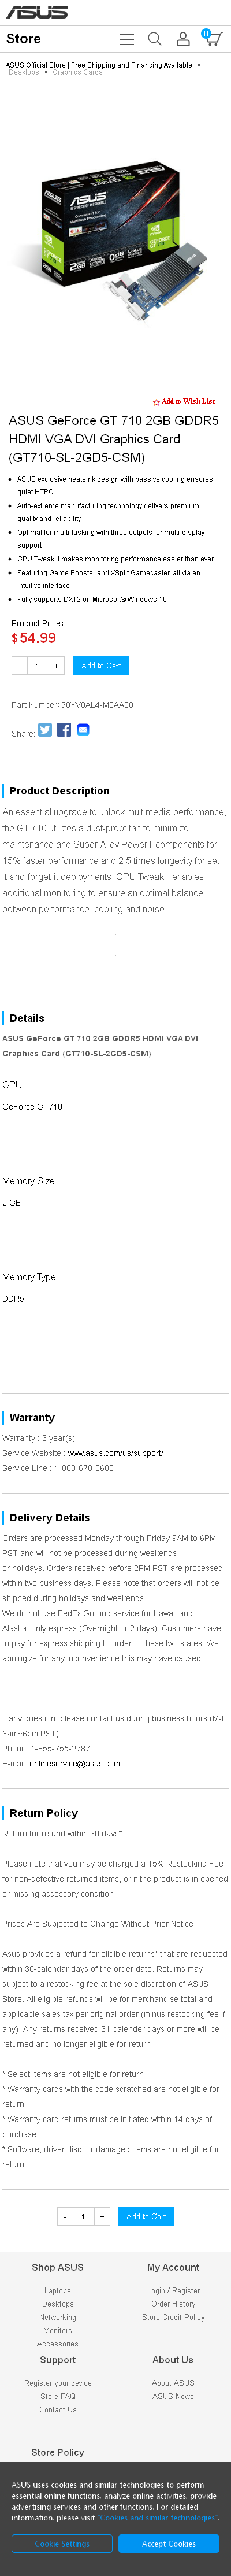 ASUS
Store
0
ASUS Official Store | Free Shipping and Financing Available >
Desktops > Graphics Cards
Add to Wish List
ASUS GeForce GT 710 2GB GDDR5
HDMI VGA DVI Graphics Card
(GT710-SL-2GD5-CSM)
• ASUS exclusive heatsink design with passive cooling ensures
quiet HTPC
• Auto-extreme manufacturing technology delivers premium
quality and reliability
• Optimal for multi-tasking with three outputs for multi-display
support
• GPU Tweak II makes monitoring performance easier than ever
• Featuring Game Booster and XSplit Gamecaster, all via an
intuitive interface
• Fully supports DX12 on Microsoft® Windows 10
Product Price:
$54.99
- 1 + Add to Cart
Part Number:90YV0AL4-M0AA00
Share:
Product Description
An essential upgrade to unlock multimedia performance,
the GT 710 utilizes a dust-proof fan to minimize
maintenance and Super Alloy Power II components for
15% faster performance and 2.5 times longevity for set-
it-and-forget-it deployments. GPU Tweak II enables
additional monitoring to ensure an optimal balance
between performance, cooling and noise.
Details
ASUS GeForce GT 710 2GB GDDR5 HDMI VGA DVI
Graphics Card (GT710-SL-2GD5-CSM)
GPU
GeForce GT710
Memory Size
2 GB
Memory Type
DDR5
Warranty
Warranty : 3 year(s)
Service Website : www.asus.com/us/support/
Service Line : 1-888-678-3688
Delivery Details
Orders are processed Monday through Friday 9AM to 6PM
PST and will not be processed during weekends
or holidays. Orders received before 2PM PST are processed
within two business days. Please note that orders will not be
shipped during holidays and weekends.
We do not use FedEx Ground service for Hawaii and
Alaska, only express (Overnight or 2 days). Customers have
to pay for express shipping to order to these two states. We
apologize for any inconvenience this may have caused.
If any question, please contact us during business hours (M-F
6am~6pm PST)
Phone: 1-855-755-2787
E-mail: onlineservice@asus.com
Return Policy
Return for refund within 30 days*
Please note that you may be charged a 15% Restocking Fee
for non-defective returned items, or if the product is in opened
or missing accessory condition.
Prices Are Subjected to Change Without Prior Notice.
Asus provides a refund for eligible returns* that are requested
within 30-calendar days of the order date. Returns may
subject to a restocking fee at the sole discretion of ASUS
Store. All eligible refunds will be for merchandise total and
applicable sales tax per original order (minus restocking fee if
any). Any returns received 31-calender days or more will be
returned and no longer eligible for return.
* Select items are not eligible for return
* Warranty cards with the code scratched are not eligible for
return
* Warranty card returns must be initiated within 14 days of
purchase
* Software, driver disc, or damaged items are not eligible for
return
- 1 + Add to Cart
Shop ASUS
Laptops
Desktops
Networking
Monitors
Accessories
My Account
Login / Register
Order History
Store Credit Policy
Support
Register your device
Store FAQ
Contact Us
About Us
About ASUS
ASUS News
Store Policy
ASUS uses cookies and similar technologies to perform
essential online functions, analyze online activities, provide
advertising services and other functions. For detailed
information, please visit "Cookies and similar technologies".
Cookie Settings
Accept Cookies